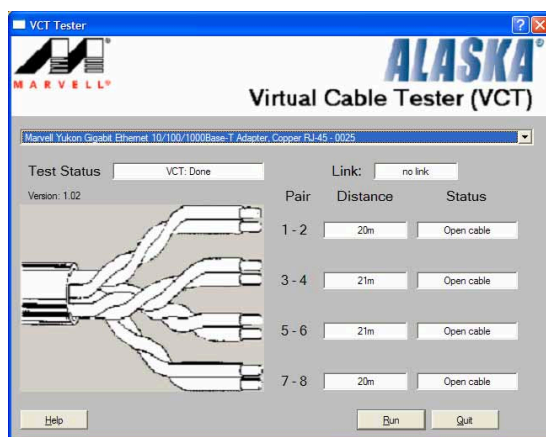 VCT Tester
MARVELL®
ALASKA®
Virtual Cable Tester (VCT)
Marvell Yukon Gigabit Ethernet 10/100/1000Base-T Adapter, Copper RJ-45 - 0025
Test Status VCT: Done Link: no link
Version: 1.02
Pair Distance Status
1 - 2 20m Open cable
3 - 4 21m Open cable
5 - 6 21m Open cable
7 - 8 20m Open cable
Help Run Quit